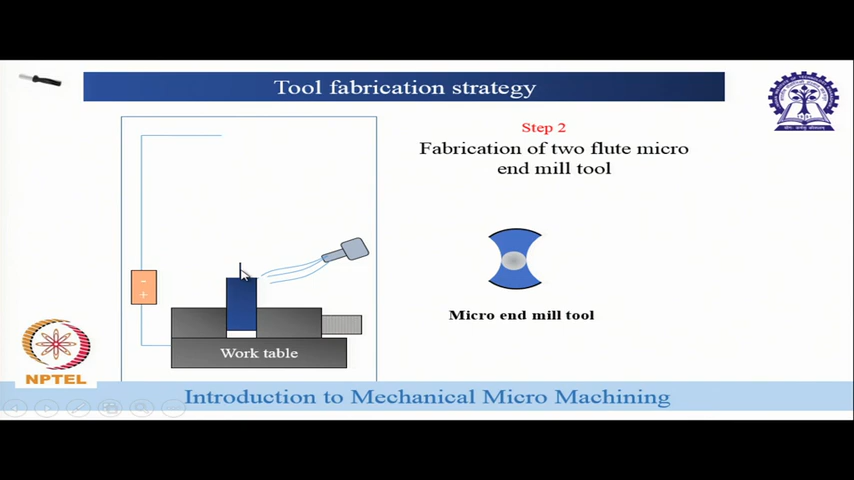 Tool fabrication strategy
Step 2
Fabrication of two flute micro
end mill tool
-
+
Micro end mill tool
Work table
NPTEL
Introduction to Mechanical Micro Machining